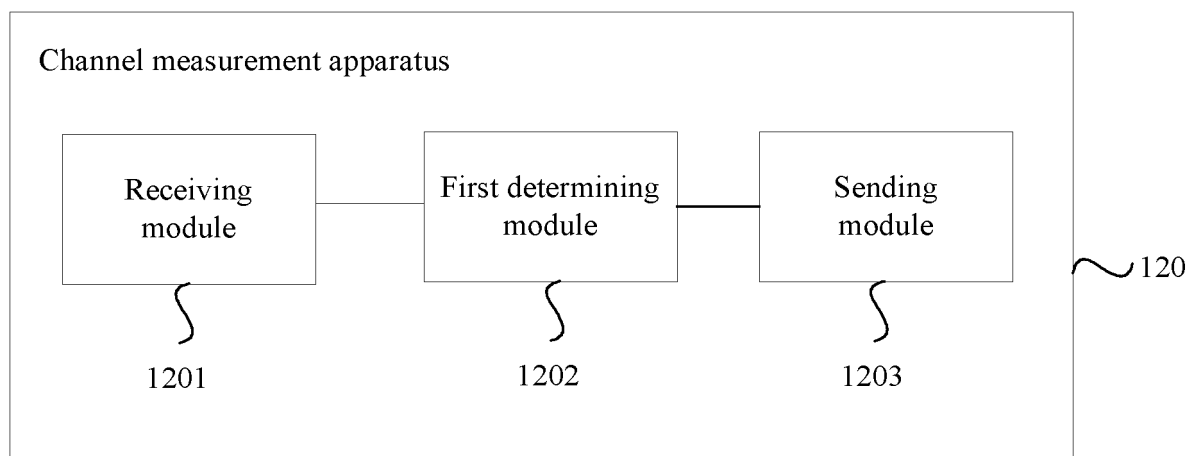 Channel measurement apparatus
Receiving
module
First determining
module
Sending
module
120
1201
1202
1203